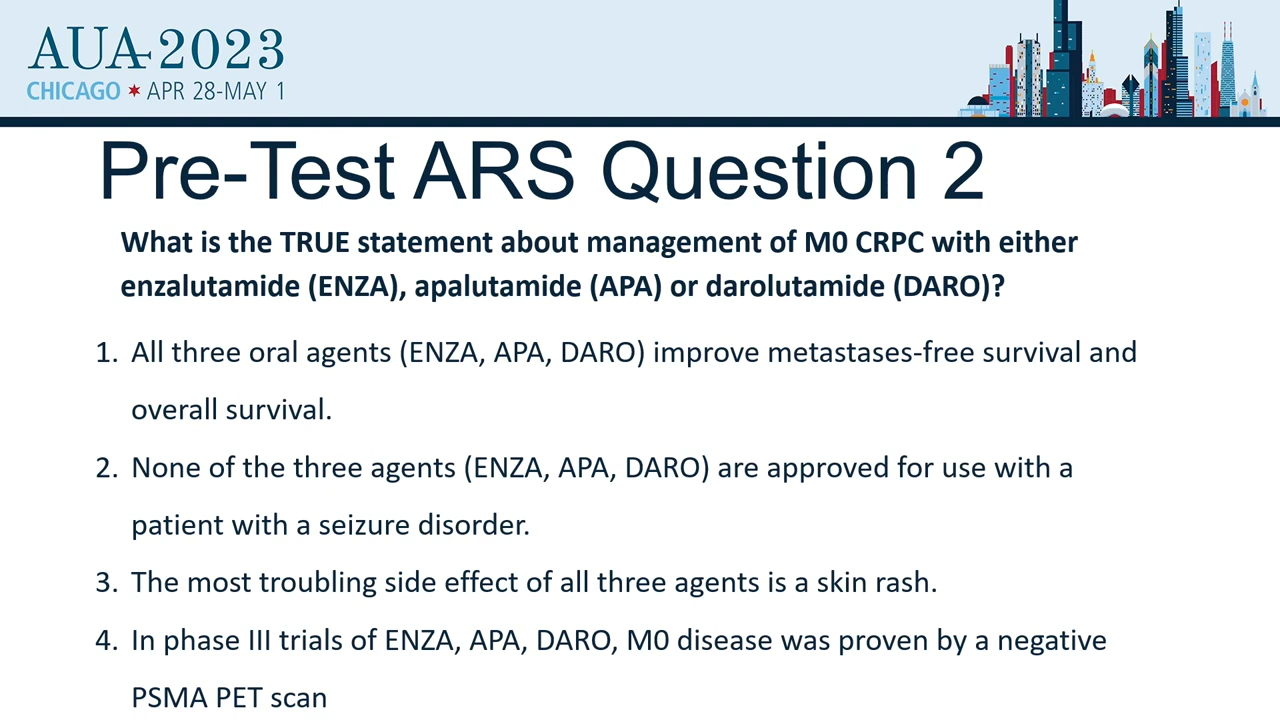 AUA 2023
CHICAGO ★ APR 28-MAY 1
Pre-Test ARS Question 2
What is the TRUE statement about management of M0 CRPC with either
enzalutamide (ENZA), apalutamide (APA) or darolutamide (DARO)?
1. All three oral agents (ENZA, APA, DARO) improve metastases-free survival and
overall survival.
2. None of the three agents (ENZA, APA, DARO) are approved for use with a
patient with a seizure disorder.
3. The most troubling side effect of all three agents is a skin rash.
4. In phase III trials of ENZA, APA, DARO, M0 disease was proven by a negative
PSMA PET scan